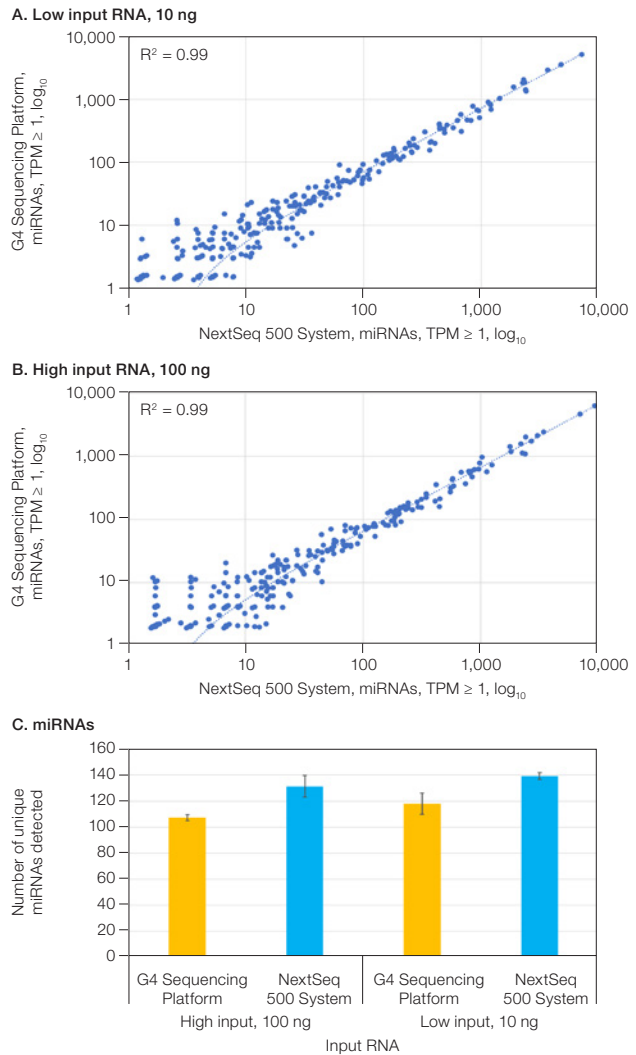 A. Low input RNA, 10 ng
10,000
1,000
100
10
1
G4 Sequencing Platform,
miRNAs, TPM ≥ 1, log₁₀
R² = 0.99
1
10
100
1,000
10,000
NextSeq 500 System, miRNAs, TPM ≥ 1, log₁₀
B. High input RNA, 100 ng
10,000
1,000
100
10
1
G4 Sequencing Platform,
miRNAs, TPM ≥ 1, log₁₀
R² = 0.99
1
10
100
1,000
10,000
NextSeq 500 System, miRNAs, TPM ≥ 1, log₁₀
C. miRNAs
160
140
120
100
80
60
40
20
0
Number of unique
miRNAs detected
G4 Sequencing
Platform
NextSeq
500 System
G4 Sequencing
Platform
NextSeq
500 System
High input, 100 ng
Low input, 10 ng
Input RNA